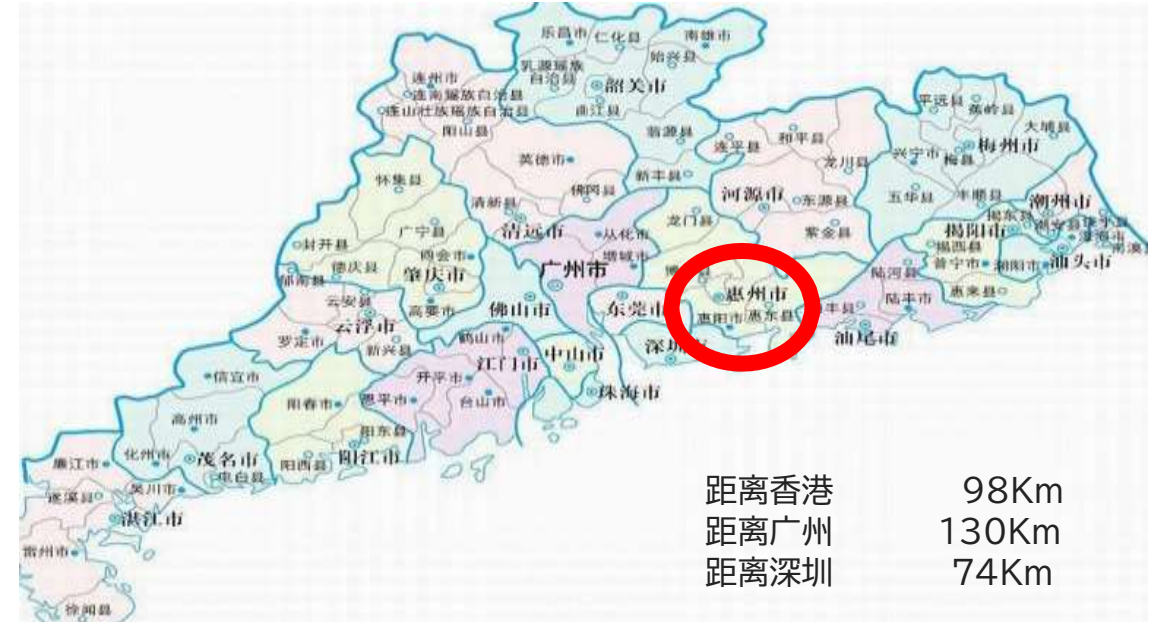 乐昌市 仁化县 南雄市
始兴县
乳源瑶族
自治县
韶关市
连州市
连南瑶族自治县
连山壮族瑶族自治县
曲江县
阳山县
翁源县
平远县 蕉岭县
大埔县
连平县 和平县
梅州市
兴宁市 梅县
龙川县
英德市
新丰县
怀集县
佛冈县
河源市 东源县
五华县 丰顺县
潮州市
清新县
龙门县
揭东县
潮安县
广宁县
清远市 从化市
紫金县
揭阳市
封开县
四会市
增城市
揭西县
德庆县 肇庆市
广州市
陆河县
普宁市 潮阳市 汕头市
郁南县
惠州市
惠来县
云安县
高要市
佛山市
东莞市
惠阳市 惠东县
丰县
陆丰市
罗定市
云浮市
新兴县
鹤山市
深圳市
汕尾市
江门市 中山市
信宜市
开平市
恩平市
台山市
珠海市
阳春市
高州市
阳东县
廉江市 化州市 茂名市
电白县
阳西县 阳江市
遂溪县 吴川市
湛江市
雷州市
徐闻县
距离香港 98Km
距离广州 130Km
距离深圳 74Km